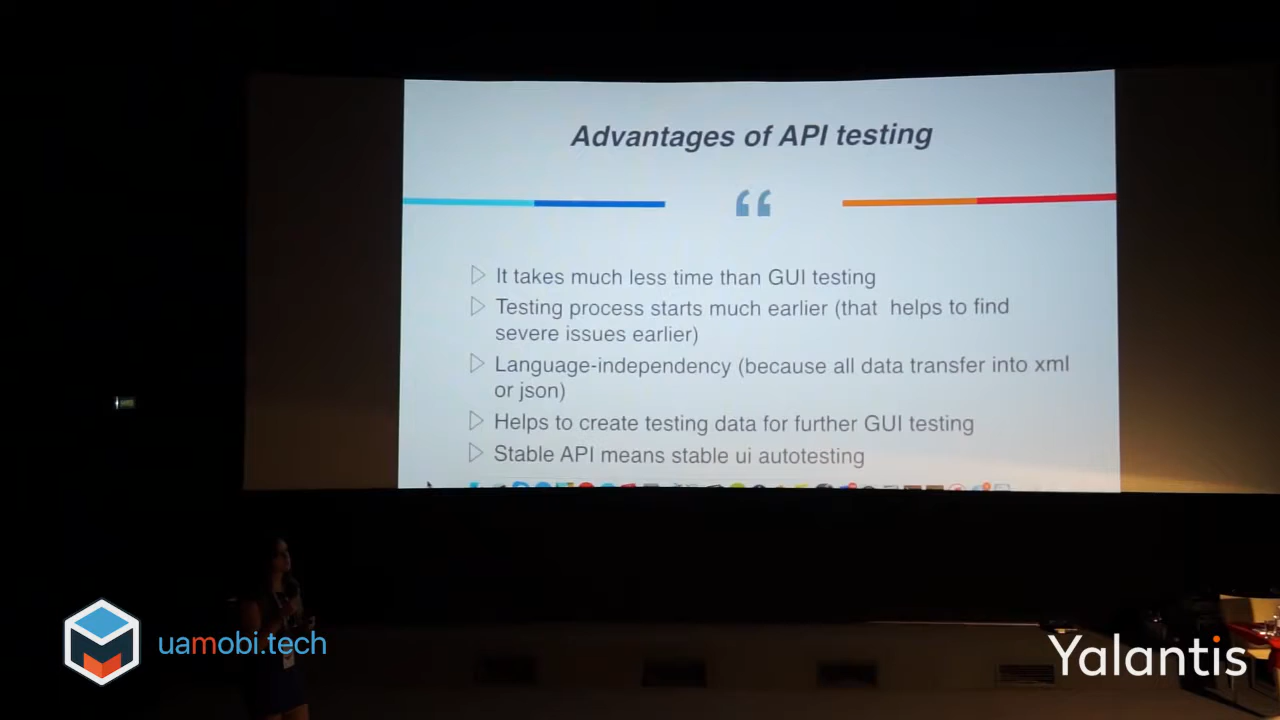 Advantages of API testing
“
It takes much less time than GUI testing
Testing process starts much earlier (that helps to find
severe issues earlier)
Language-independency (because all data transfer into xml
or json)
Helps to create testing data for further GUI testing
Stable API means stable ui autotesting
uamobi.tech
Yalantis